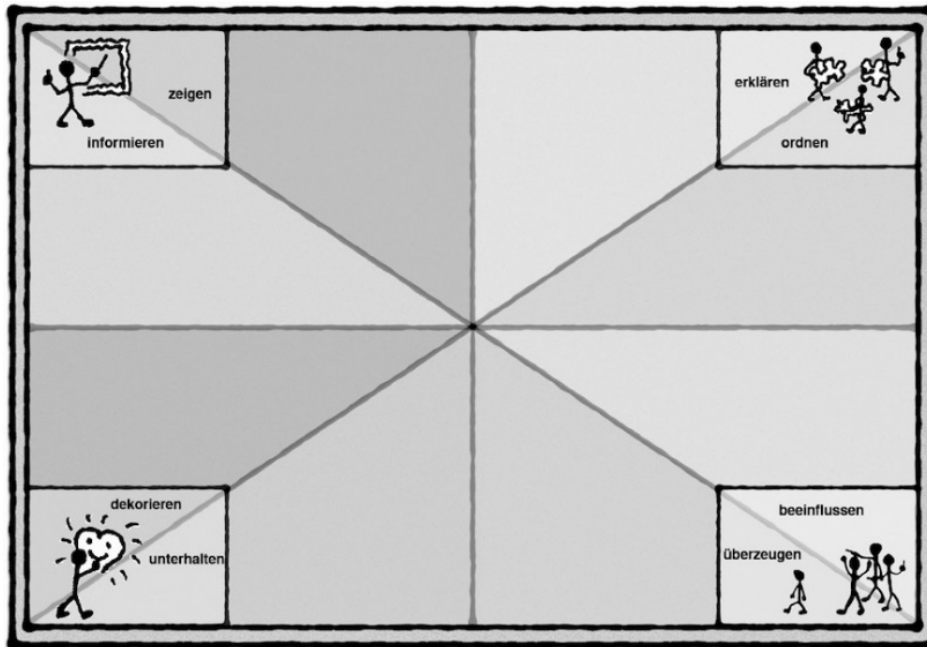 zeigen
informieren
erklären
ordnen
dekorieren
unterhalten
beeinflussen
überzeugen